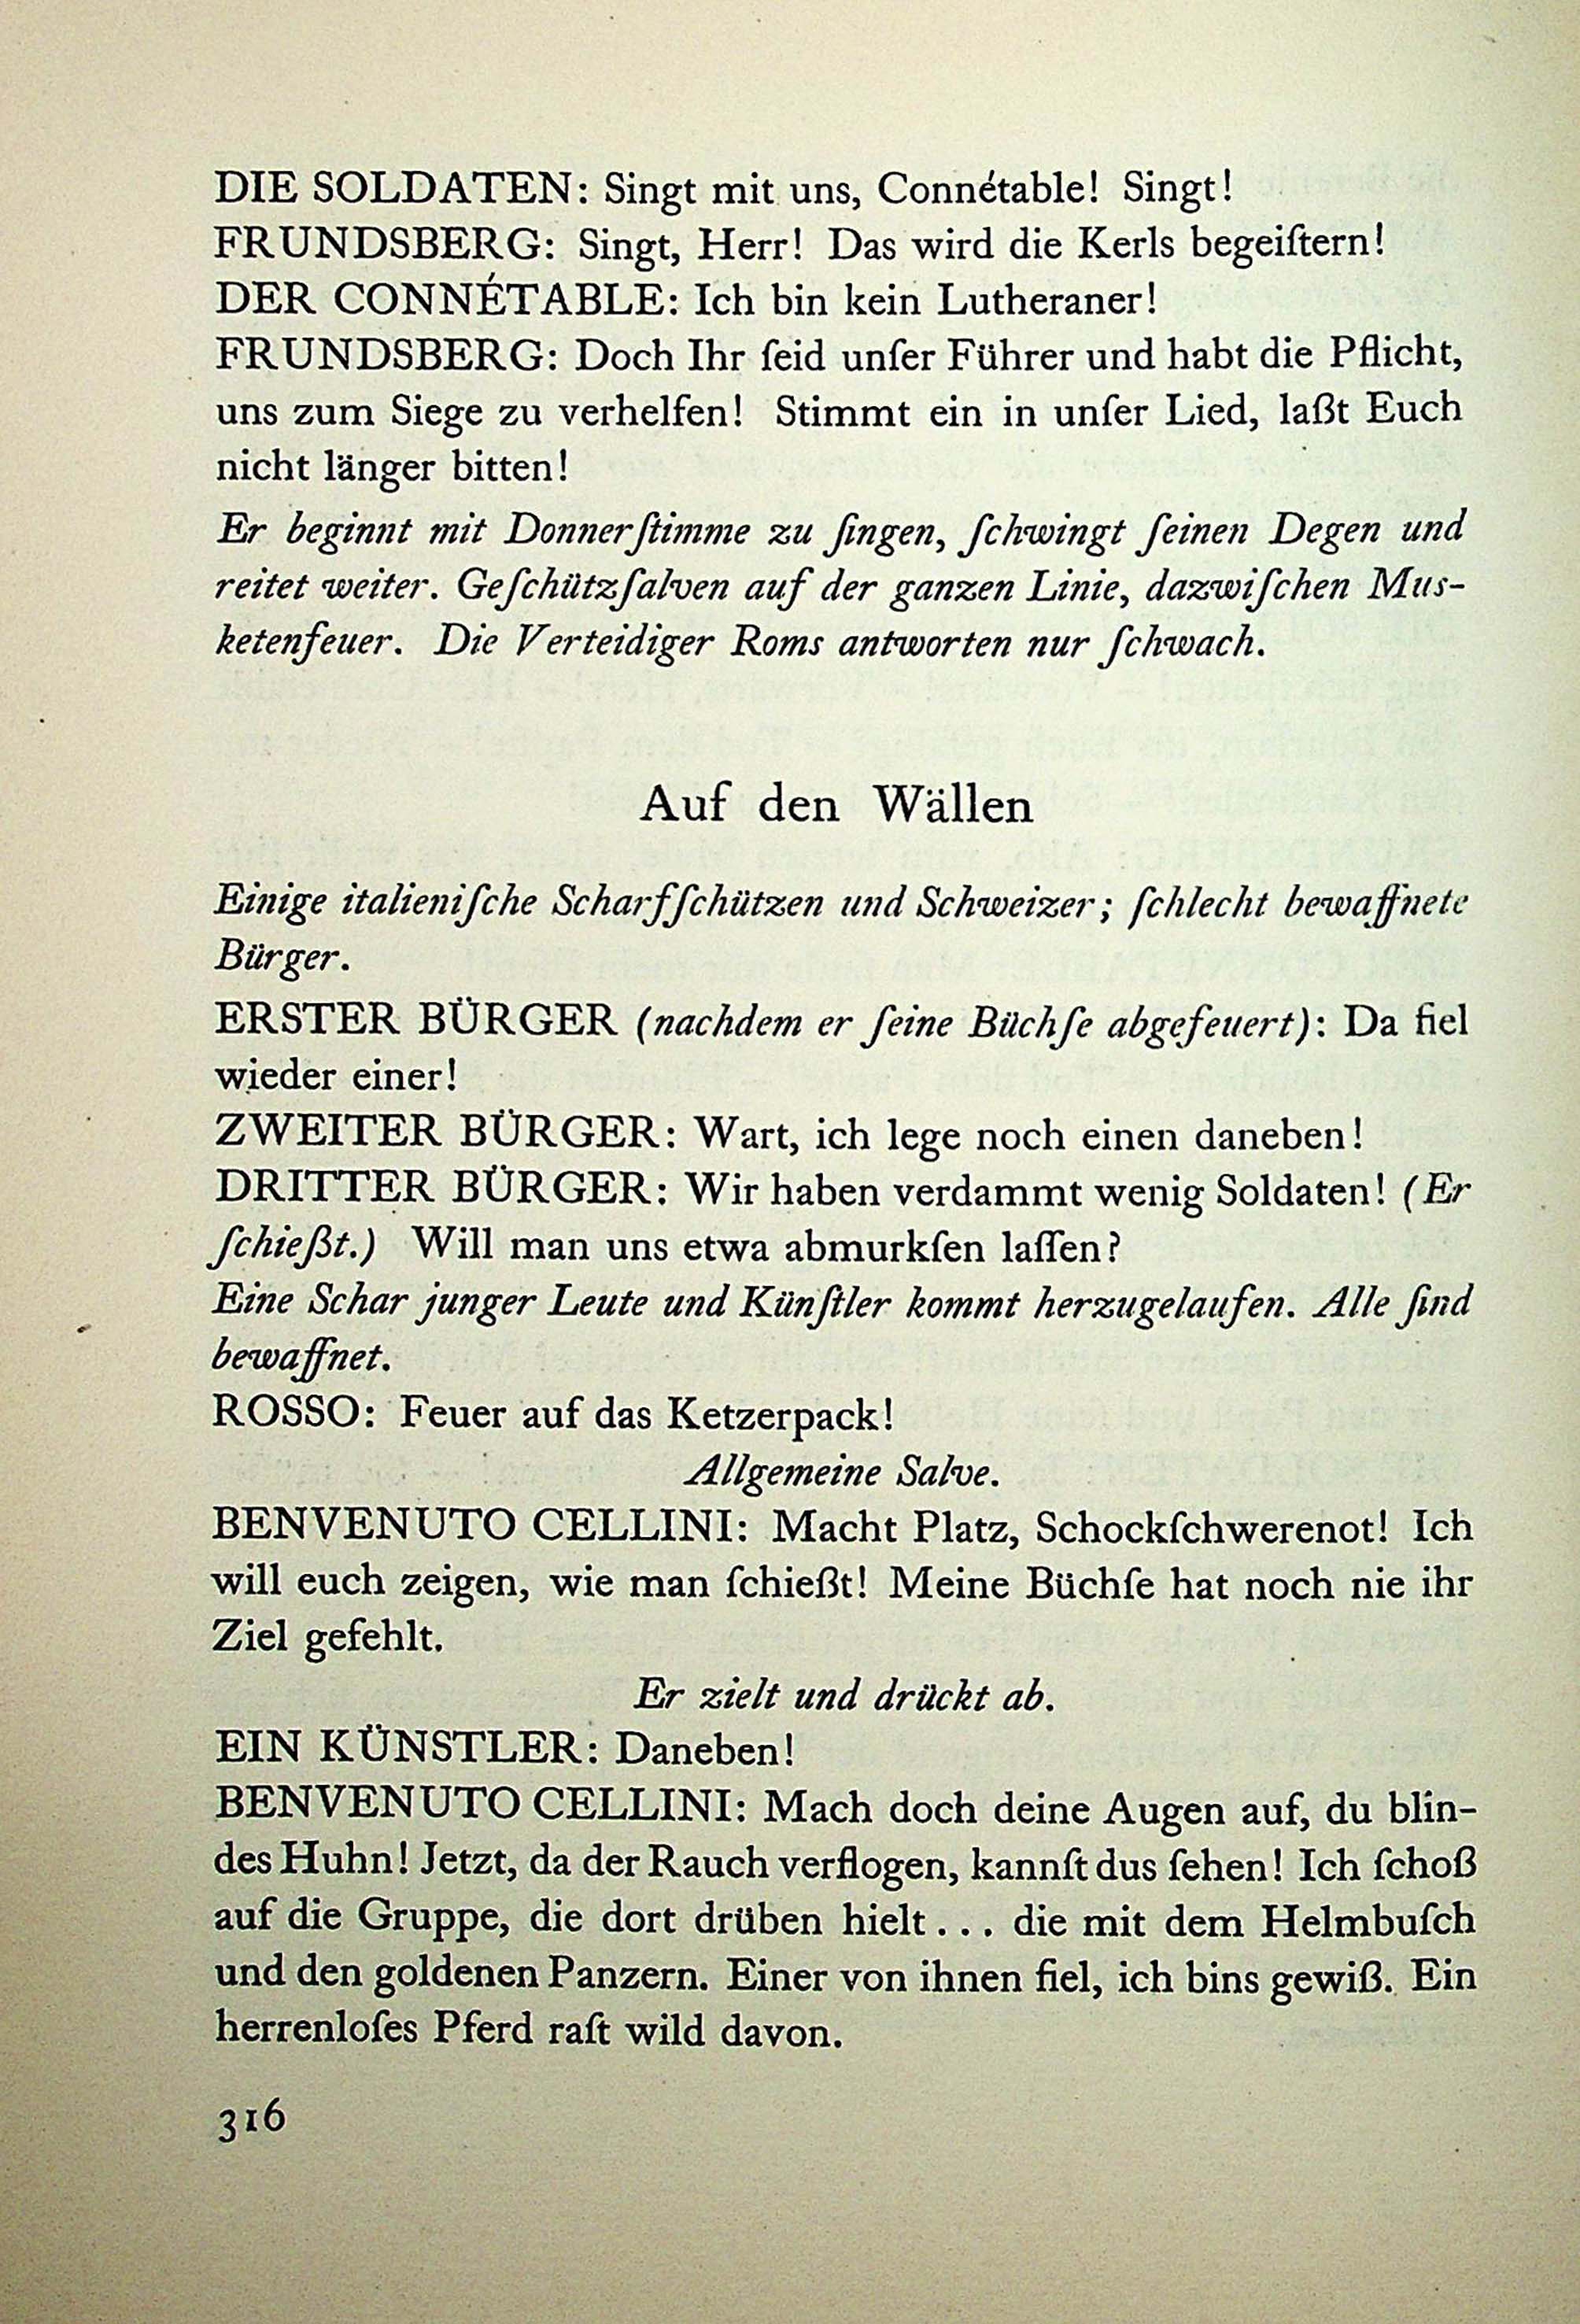 DIE SOLDATEN: Singt mit uns, Connétable! Singt!
FRUNDSBERG: Singt, Herr! Das wird die Kerls begeiſtern!
DER CONNÉTABLE: Ich bin kein Lutheraner!
FRUNDSBERG: Doch Ihr ſeid unſer Führer und habt die Pflicht,
uns zum Siege zu verhelfen! Stimmt ein in unſer Lied, laßt Euch
nicht länger bitten!
Er beginnt mit Donnerſtimme zu ſingen, ſchwingt ſeinen Degen und
reitet weiter. Geſchützſalven auf der ganzen Linie, dazwiſchen Mus-
ketenfeuer. Die Verteidiger Roms antworten nur ſchwach.
Auf den Wällen
Einige italieniſche Scharfſchützen und Schweizer; ſchlecht bewaffnete
Bürger.
ERSTER BÜRGER (nachdem er ſeine Büchſe abgefeuert): Da fiel
wieder einer!
ZWEITER BÜRGER: Wart, ich lege noch einen daneben!
DRITTER BÜRGER: Wir haben verdammt wenig Soldaten! (Er
ſchießt.) Will man uns etwa abmurkſen laſſen?
Eine Schar junger Leute und Künſtler kommt herzugelaufen. Alle ſind
bewaffnet.
ROSSO: Feuer auf das Ketzerpack!
Allgemeine Salve.
BENVENUTO CELLINI: Macht Platz, Schockſchwerenot! Ich
will euch zeigen, wie man ſchießt! Meine Büchſe hat noch nie ihr
Ziel gefehlt.
Er zielt und drückt ab.
EIN KÜNSTLER: Daneben!
BENVENUTO CELLINI: Mach doch deine Augen auf, du blin-
des Huhn! Jetzt, da der Rauch verflogen, kannſt dus ſehen! Ich ſchoß
auf die Gruppe, die dort drüben hielt... die mit dem Helmbuſch
und den goldenen Panzern. Einer von ihnen fiel, ich bins gewiß. Ein
herrenloſes Pferd raſt wild davon.
316